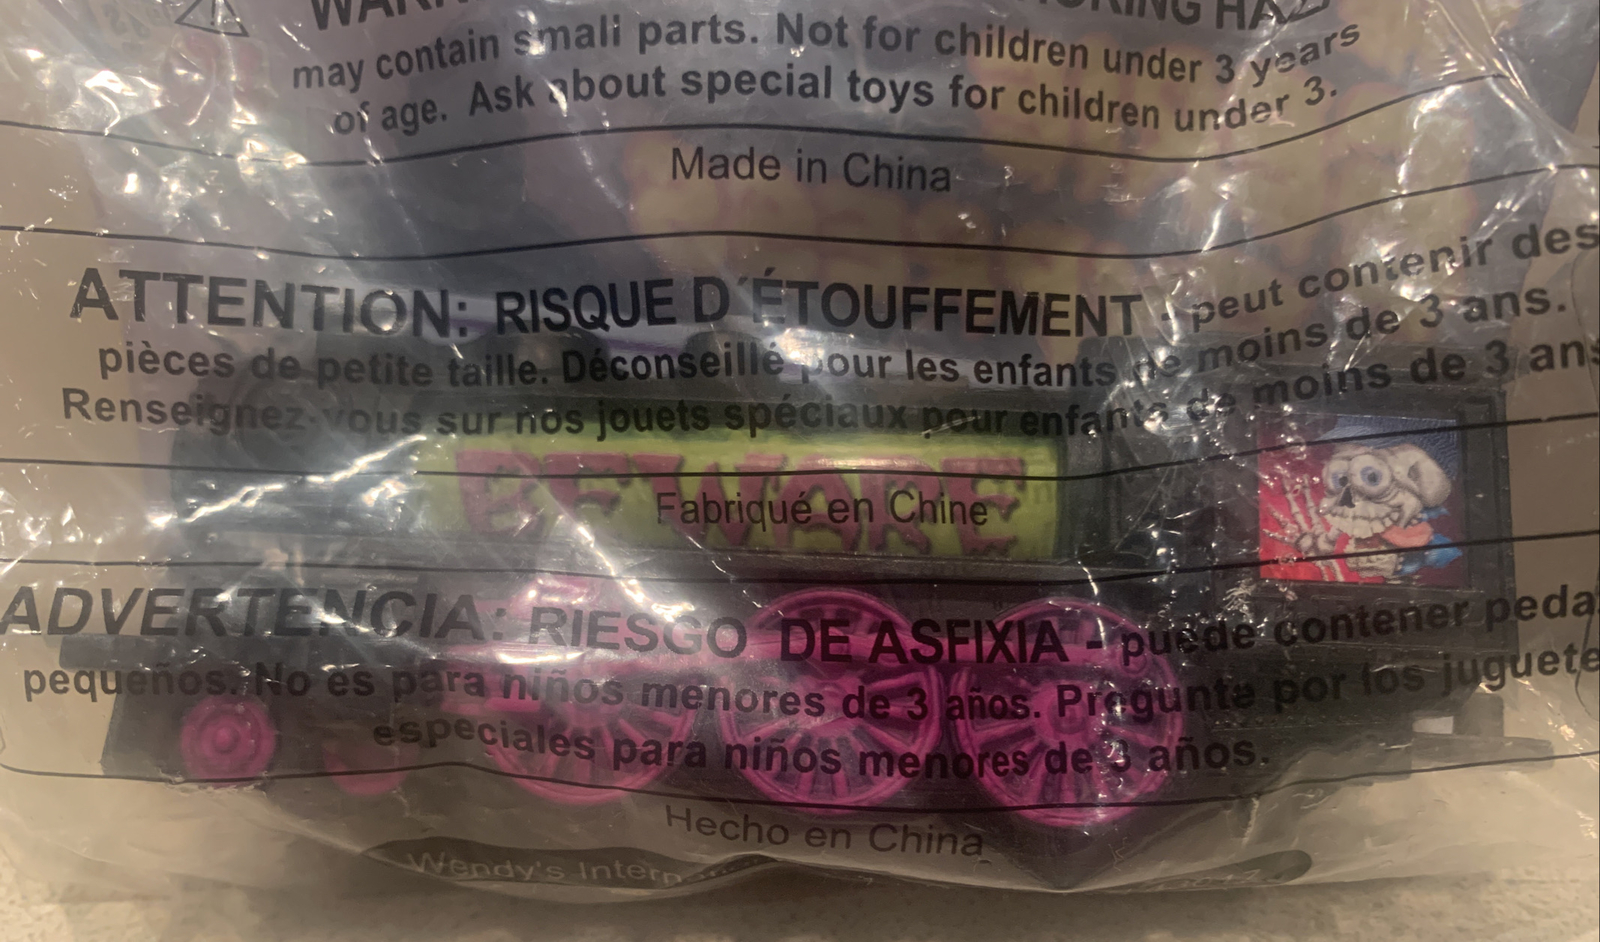 may contain small parts. Not for children under 3 years
of age. Ask about special toys for children under 3.
Made in China
ATTENTION: RISQUE D'ÉTOUFFEMENT - peut contenir des
pièces de petite taille. Déconseillé pour les enfants de moins de 3 ans.
Renseignez-vous sur nos jouets spéciaux pour enfants de moins de 3 ans
BEWARE
Fabriqué en Chine
ADVERTENCIA: RIESGO DE ASFIXIA - puede contener peda
pequeños. No es para niños menores de 3 años. Pregunte por los juguete
especiales para niños menores de 3 años.
Hecho en China
Wendy's Intern